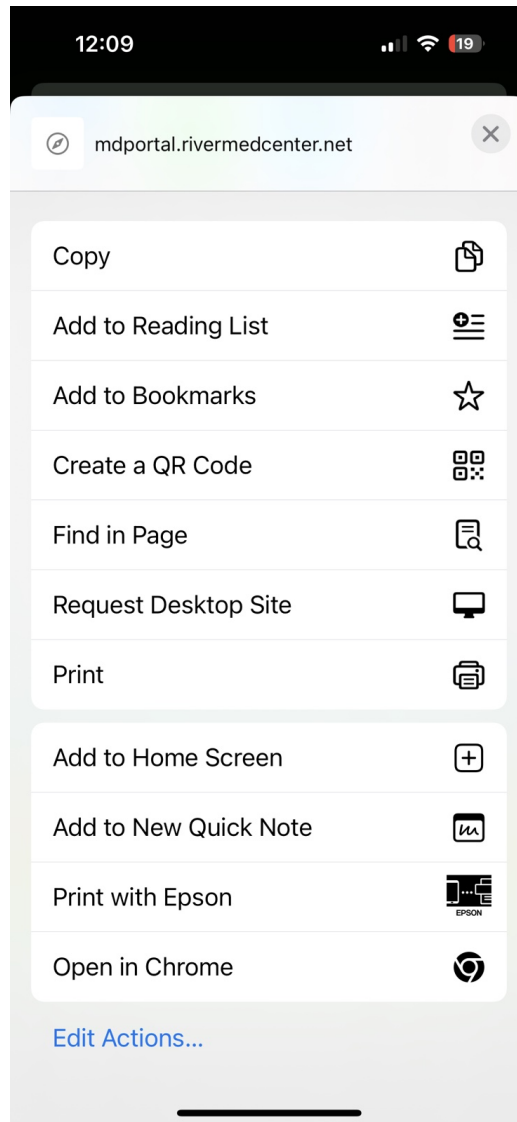 12:09
19
mdportal.rivermedcenter.net
Copy
Add to Reading List
Add to Bookmarks
Create a QR Code
Find in Page
Request Desktop Site
Print
Add to Home Screen
Add to New Quick Note
Print with Epson
EPSON
Open in Chrome
Edit Actions...